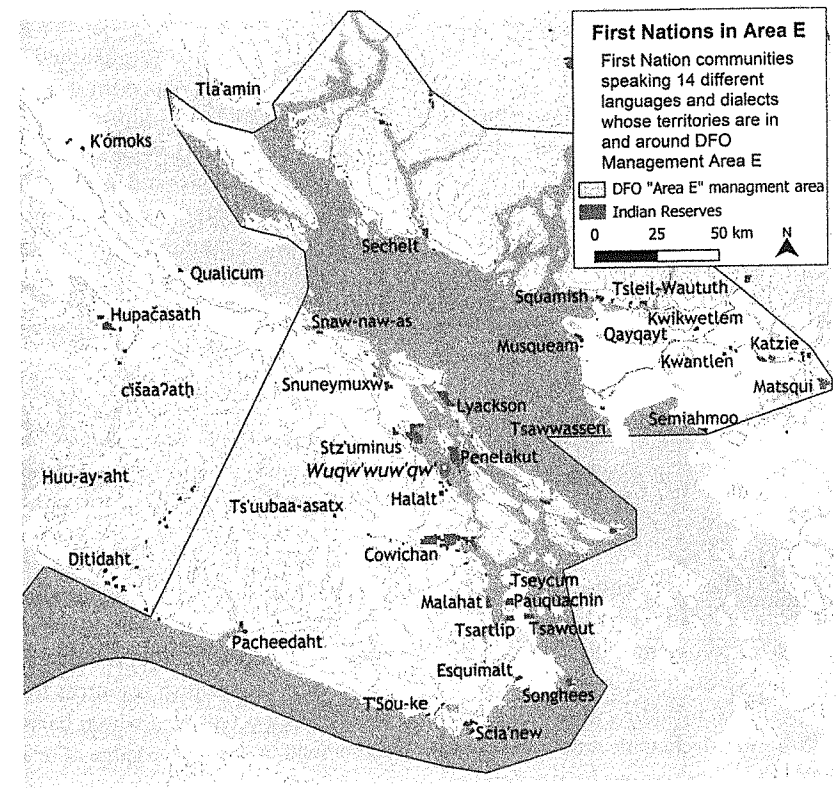 First Nations in Area E
First Nation communities
speaking 14 different
languages and dialects
whose territories are in
and around DFO
Management Area E
DFO "Area E" managment area
Indian Reserves
0 25 50 km
N
Tla'amin
K'ómoks
Sechelt
Qualicum
Squamish
Tsleil-Waututh
Hupačasath
Snaw-naw-as
Kwikwetlem
Musqueam
Qayqayt
Katzie
Kwantlen
c̓išaaʔatḥ
Snuneymuxw
Matsqui
Lyackson
Semiahmoo
Tsawwassen
Stz'uminus
Penelakut
Wuqw'wuw'qw'
Huu-ay-aht
Halalt
Ts'uubaa-asatx
Cowichan
Ditidaht
Tseycum
Malahat
Pauquachin
Tsartlip
Tsawout
Pacheedaht
Esquimalt
Songhees
T'Sou-ke
Scia'new